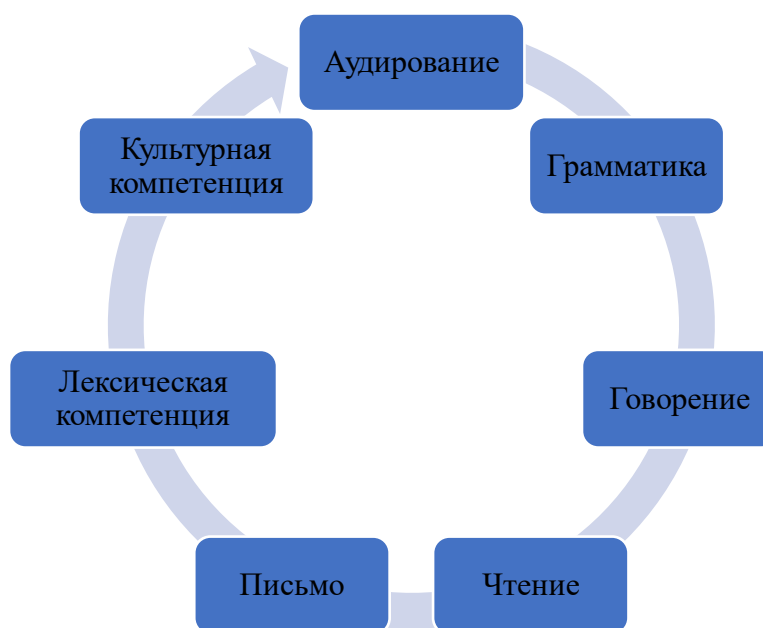 Аудирование
Грамматика
Говорение
Чтение
Письмо
Лексическая
компетенция
Культурная
компетенция